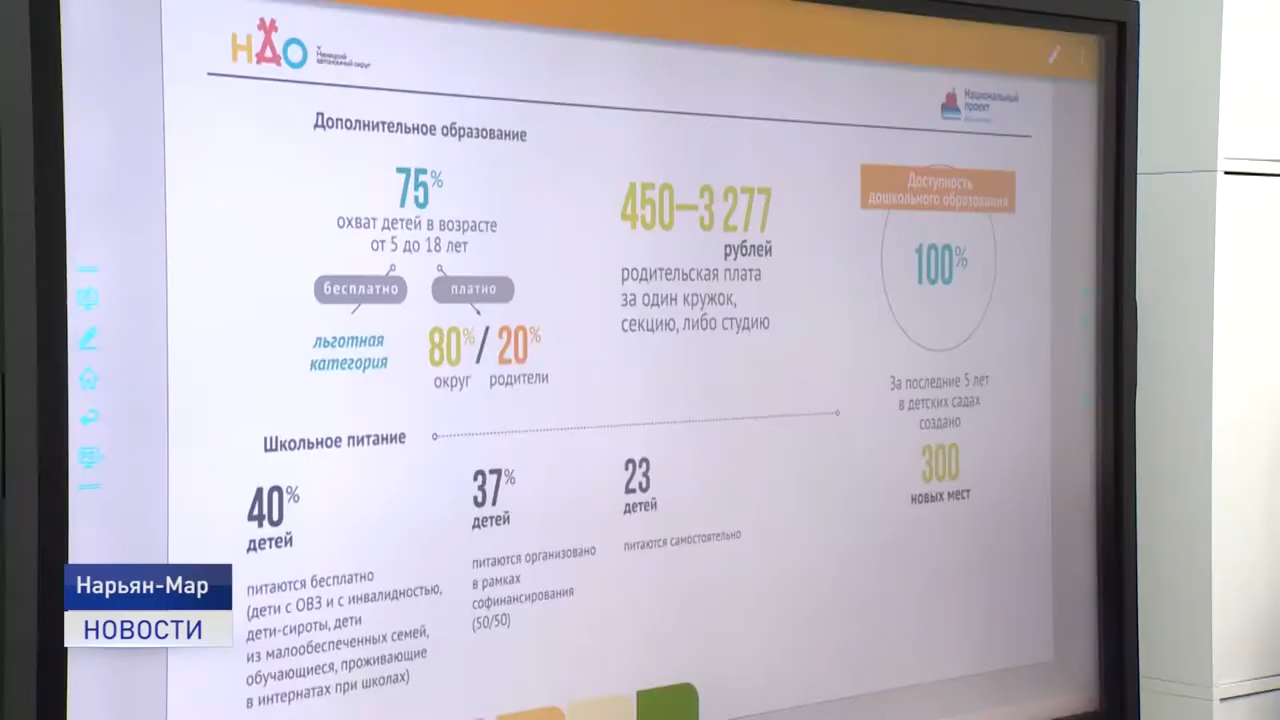 НАО
Ненецкий
автономный округ
Национальный
проект
Дополнительное образование
75%
охват детей в возрасте
от 5 до 18 лет
бесплатно
платно
льготная
категория
80% / 20%
округ
родители
450–3 277
рублей
родительская плата
за один кружок,
секцию, либо студию
Доступность
дошкольного образования
100%
За последние 5 лет
в детских садах
создано
300
новых мест
Школьное питание
40%
детей
питаются бесплатно
(дети с ОВЗ и с инвалидностью,
дети-сироты, дети
из малообеспеченных семей,
обучающиеся, проживающие
в интернатах при школах)
37%
детей
питаются организовано
в рамках
софинансирования
(50/50)
23
детей
питаются самостоятельно
Нарьян-Мар
НОВОСТИ